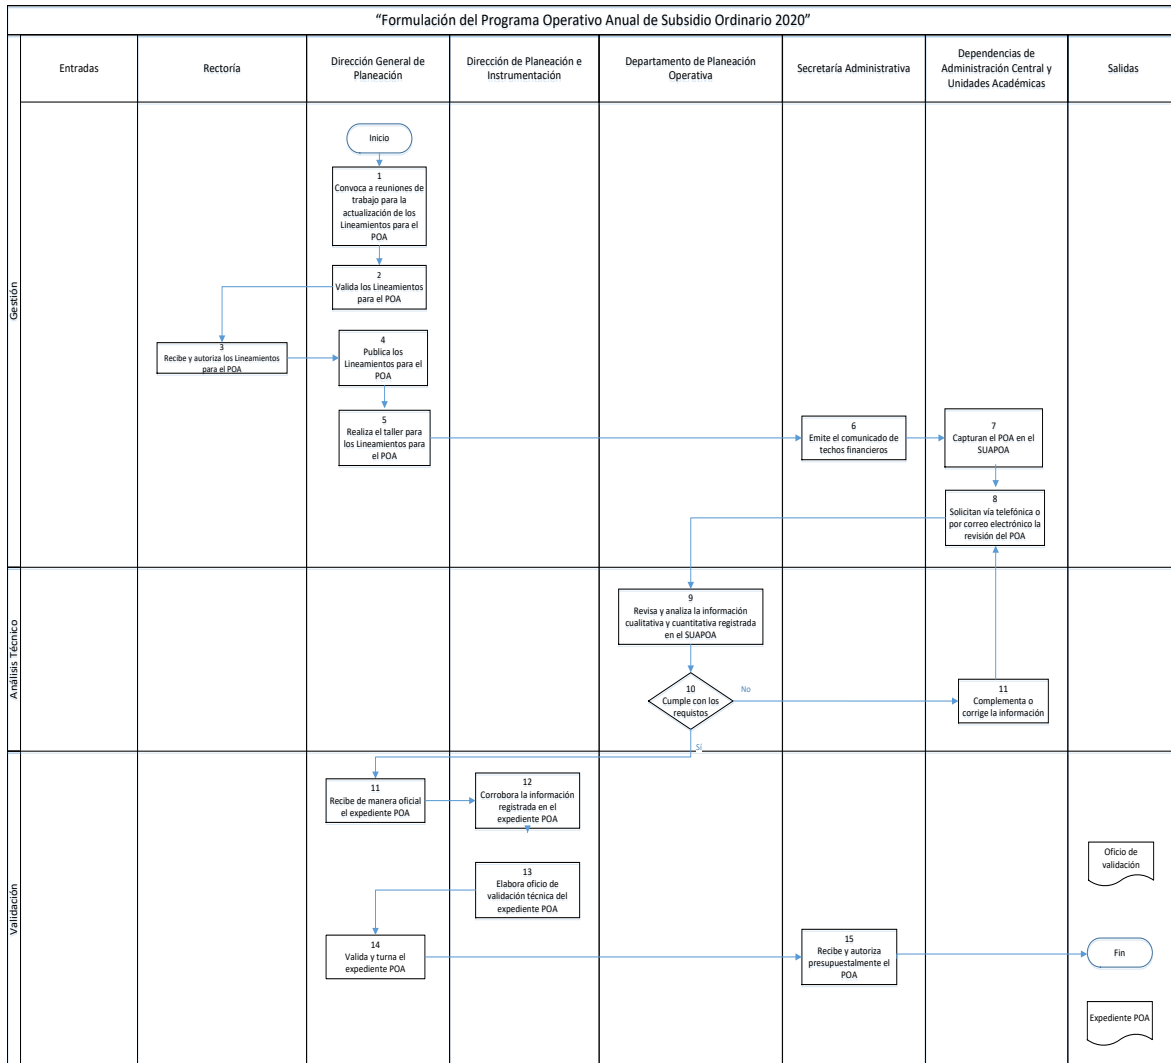 “Formulación del Programa Operativo Anual de Subsidio Ordinario 2020”
Entradas
Rectoría
Dirección General de
Planeación
Dirección de Planeación e
Instrumentación
Departamento de Planeación
Operativa
Secretaría Administrativa
Dependencias de
Administración Central y
Unidades Académicas
Salidas
Gestión
Inicio
1
Convoca a reuniones de
trabajo para la
actualización de los
Lineamientos para el
POA
2
Valida los Lineamientos
para el POA
3
Recibe y autoriza los Lineamientos
para el POA
4
Publica los
Lineamientos para el
POA
5
Realiza el taller para
los Lineamientos para
el POA
6
Emite el comunicado de
techos financieros
7
Capturan el POA en el
SUAPOA
8
Solicitan vía telefónica o
por correo electrónico la
revisión del POA
Análisis Técnico
9
Revisa y analiza la información
cualitativa y cuantitativa registrada
en el SUAPOA
10
Cumple con los
requistos
No
11
Complementa o
corrige la información
Sí
Validación
11
Recibe de manera oficial
el expediente POA
12
Corrobora la información
registrada en el
expediente POA
13
Elabora oficio de
validación técnica del
expediente POA
Oficio de
validación
14
Valida y turna el
expediente POA
15
Recibe y autoriza
presupuestalmente el
POA
Fin
Expediente POA